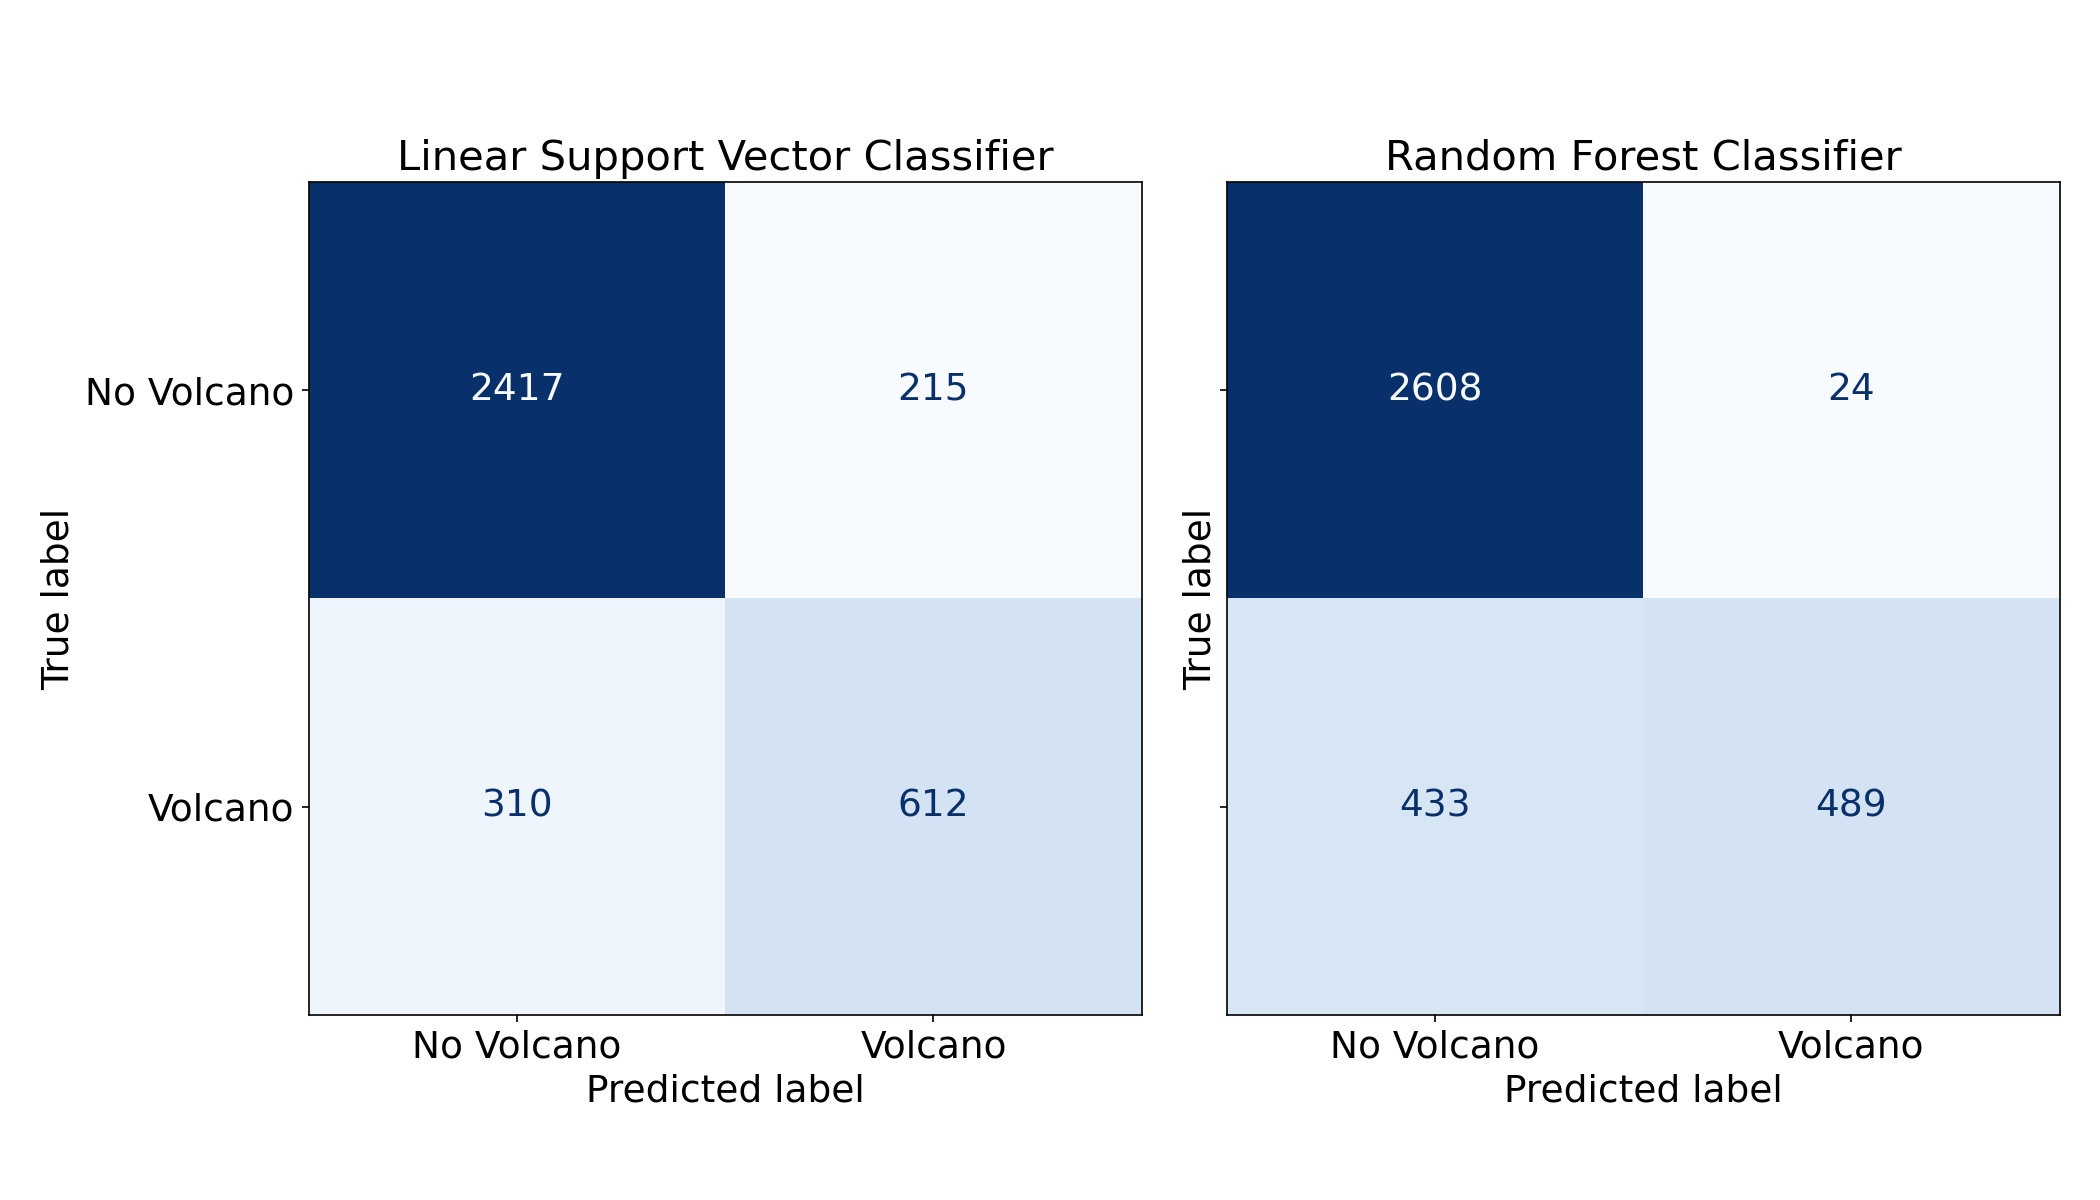 Linear Support Vector Classifier
Random Forest Classifier
True label
No Volcano
2417
215
Volcano
310
612
No Volcano
Volcano
Predicted label
True label
2608
24
433
489
No Volcano
Volcano
Predicted label